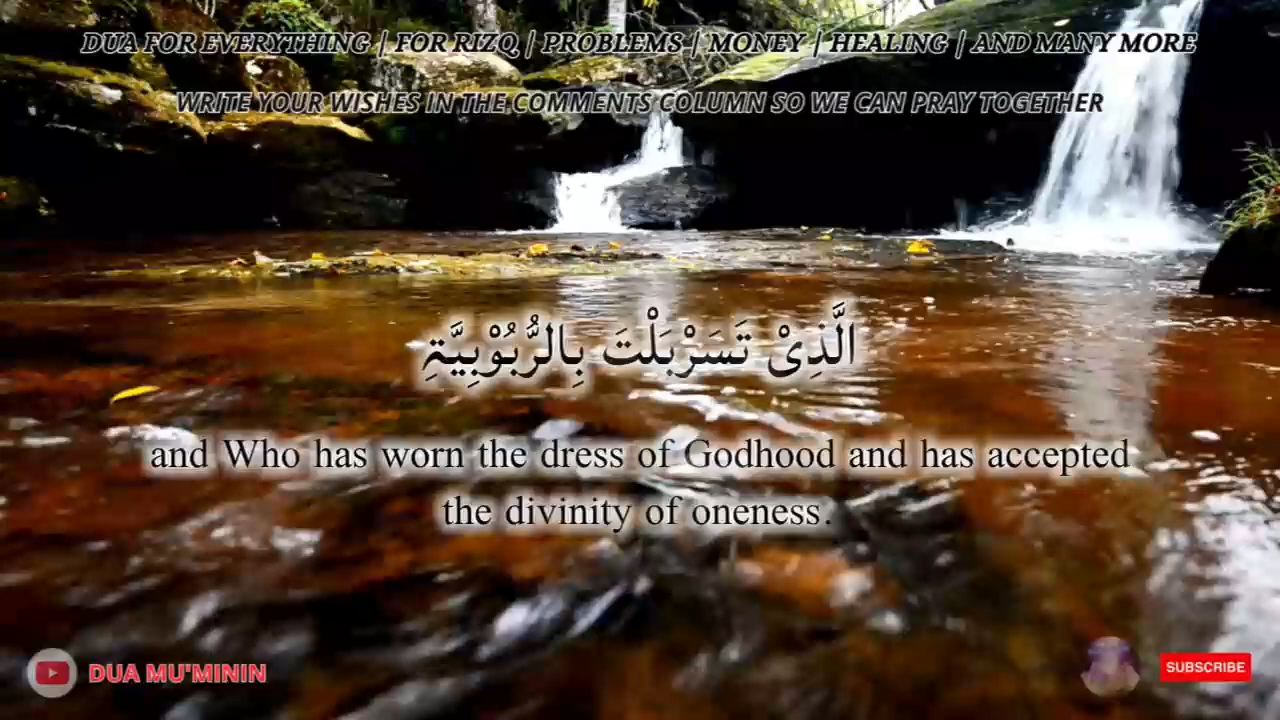 DUA FOR EVERYTHING | FOR RIZQ | PROBLEMS | MONEY | HEALING | AND MANY MORE
WRITE YOUR WISHES IN THE COMMENTS COLUMN SO WE CAN PRAY TOGETHER
الَّذِیْ تَسَرْبَلْتَ بِالرُّبُوْبِیَّۃِ
and Who has worn the dress of Godhood and has accepted
the divinity of oneness.
DUA MU'MININ
SUBSCRIBE